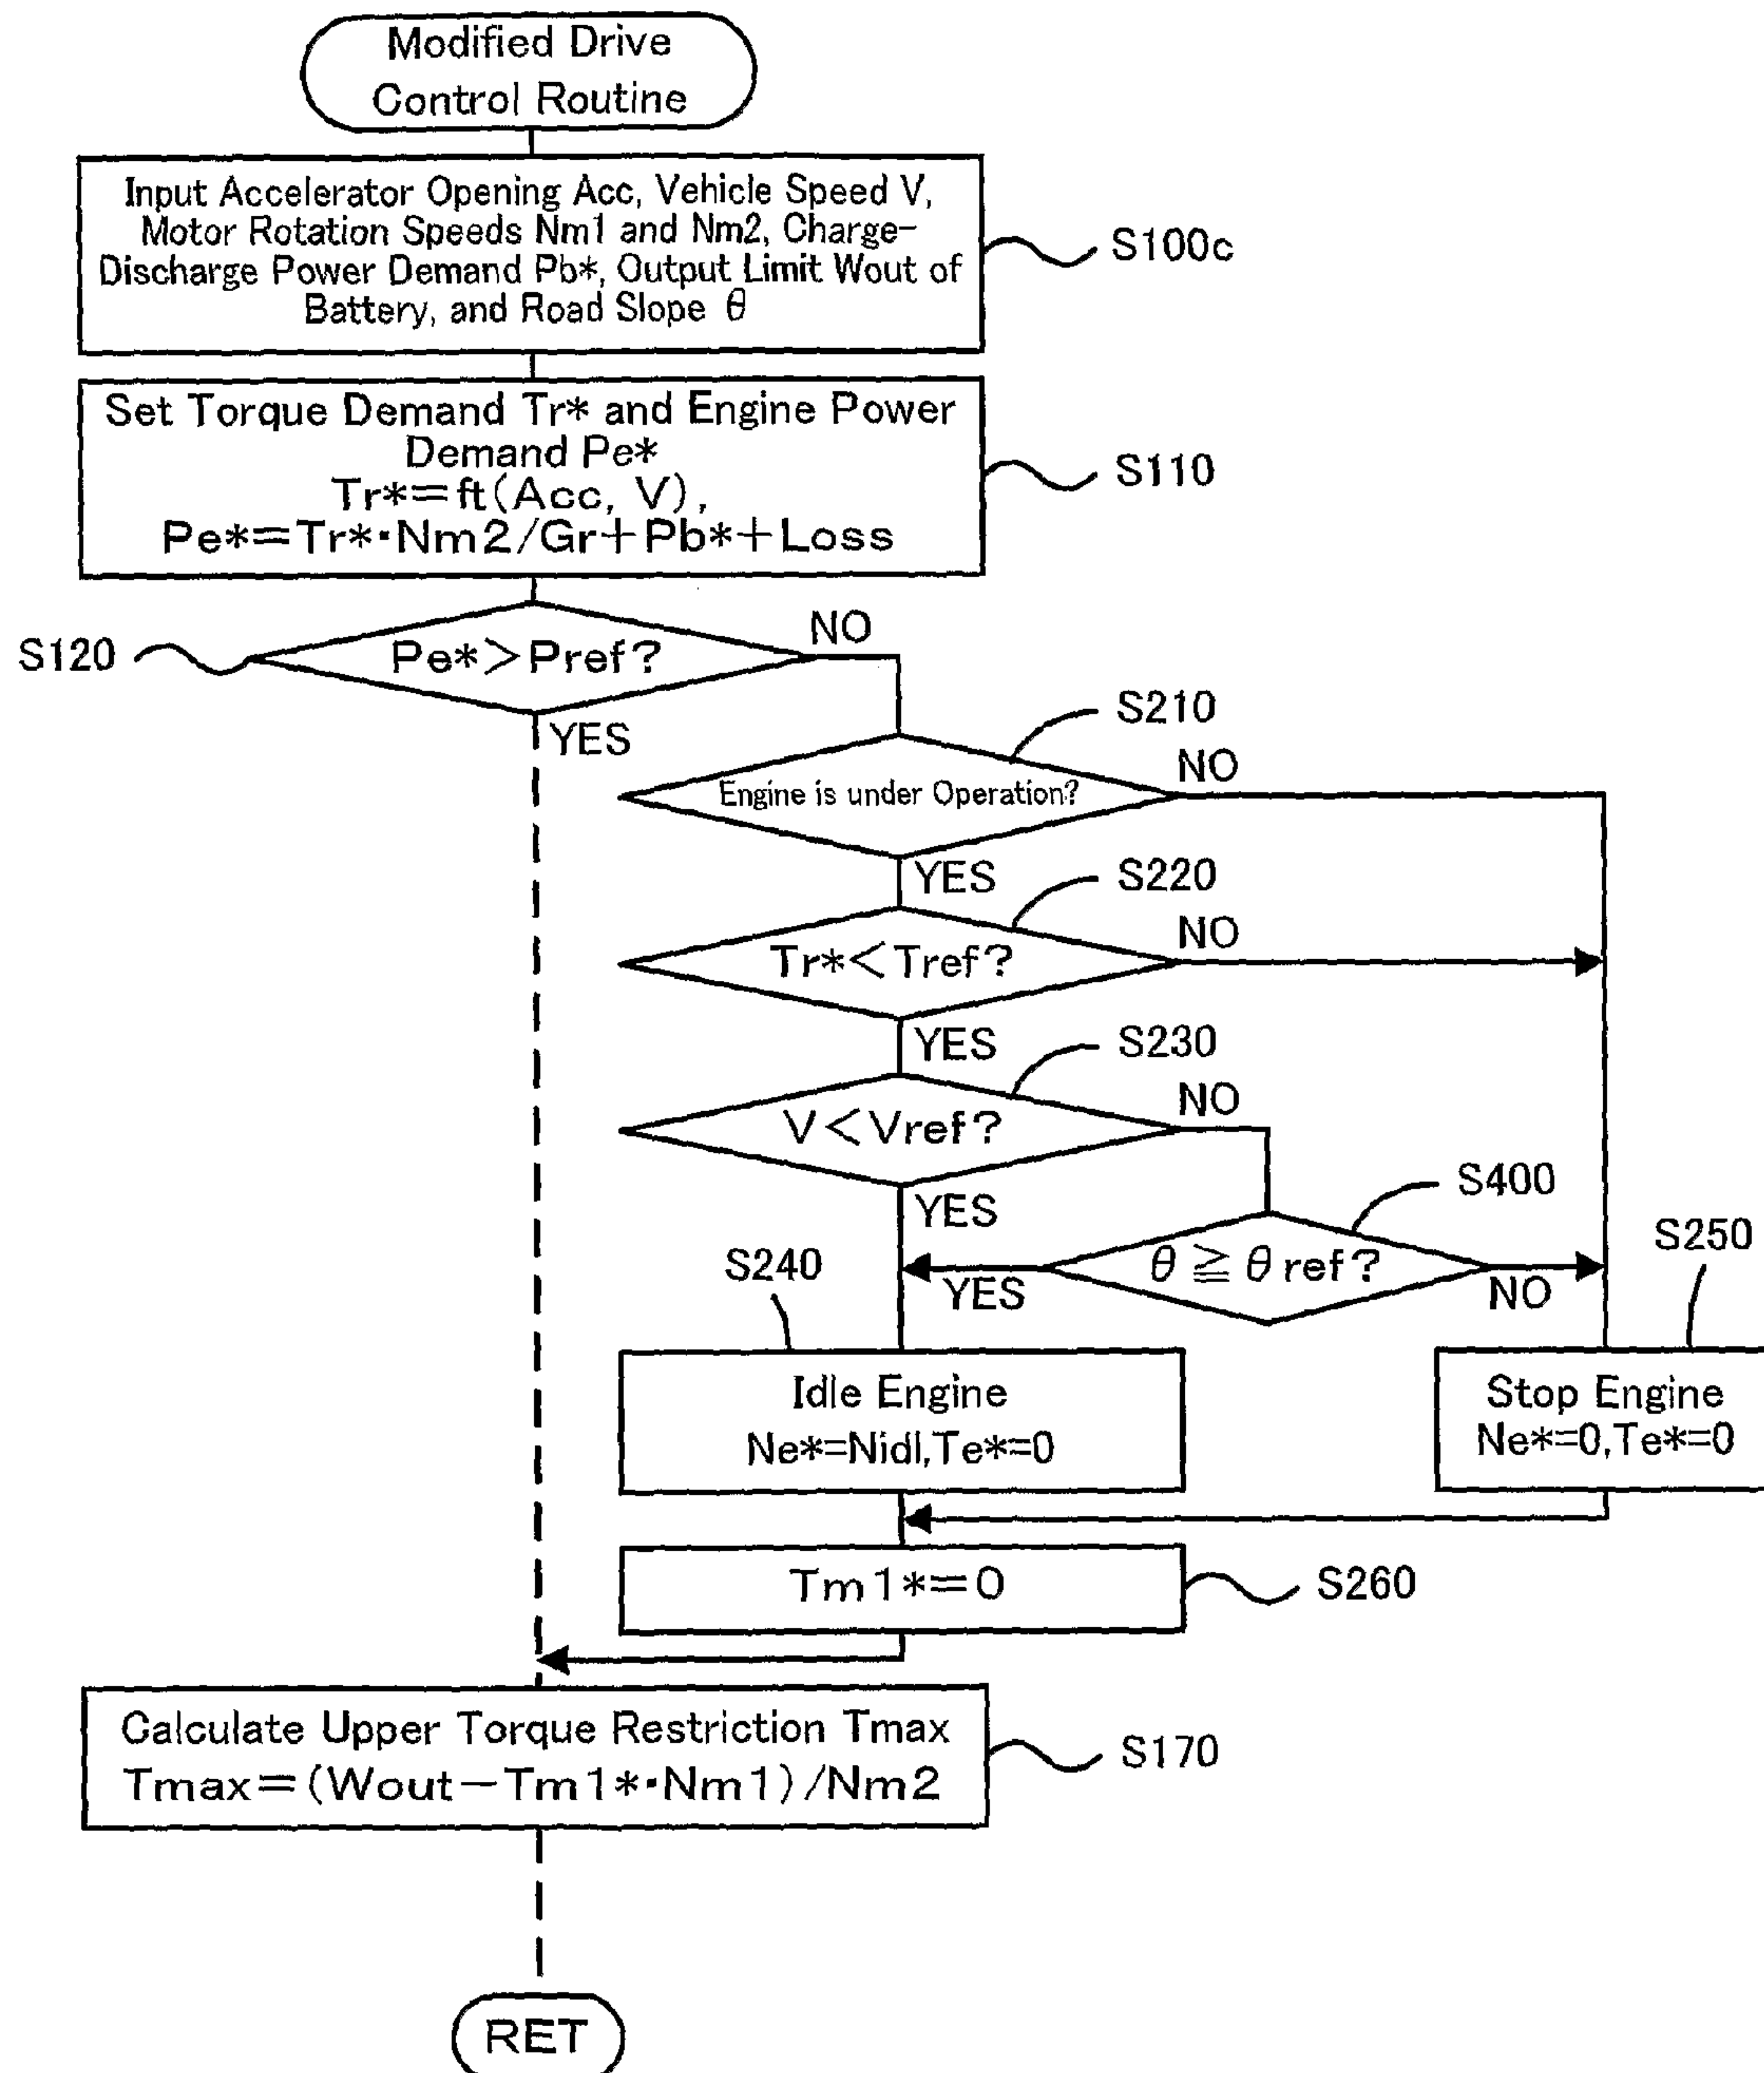 Modified Drive
Control Routine
Input Accelerator Opening Acc, Vehicle Speed V,
Motor Rotation Speeds Nm1 and Nm2, Charge-
Discharge Power Demand Pb*, Output Limit Wout of
Battery, and Road Slope θ
S100c
Set Torque Demand Tr* and Engine Power
Demand Pe*
Tr*=ft(Acc, V),
Pe*=Tr*·Nm2/Gr+Pb*+Loss
S110
S120
Pe*>Pref?
NO
YES
S210
Engine is under Operation?
NO
YES
S220
Tr*<Tref?
NO
YES
S230
V<Vref?
NO
YES
S400
θ≧θref?
YES
NO
S240
S250
Idle Engine
Ne*=Nidl,Te*=0
Stop Engine
Ne*=0,Te*=0
Tm1*=0
S260
Calculate Upper Torque Restriction Tmax
Tmax=(Wout-Tm1*·Nm1)/Nm2
S170
RET